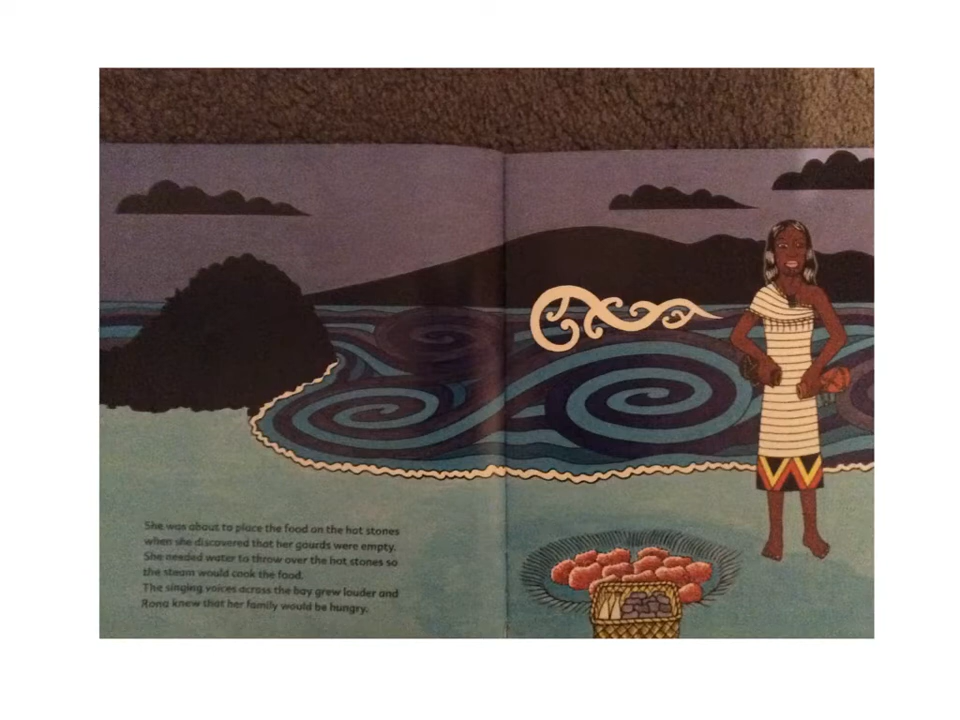 She was about to place the food on the hot stones
when she discovered that her gourds were empty.
She needed water to throw over the hot stones so
the steam would cook the food.
The singing voices across the bay grew louder and
Rona knew that her family would be hungry.